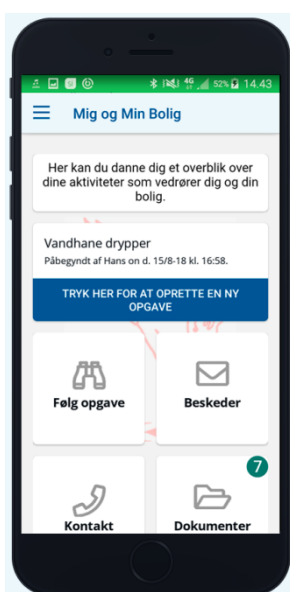 4G 52% 14.43
Mig og Min Bolig
Her kan du danne dig et overblik over
dine aktiviteter som vedrører dig og din
bolig.
Vandhane drypper
Påbegyndt af Hans on d. 15/8-18 kl. 16:58.
TRYK HER FOR AT OPRETTE EN NY
OPGAVE
Følg opgave
Beskeder
7
Kontakt
Dokumenter